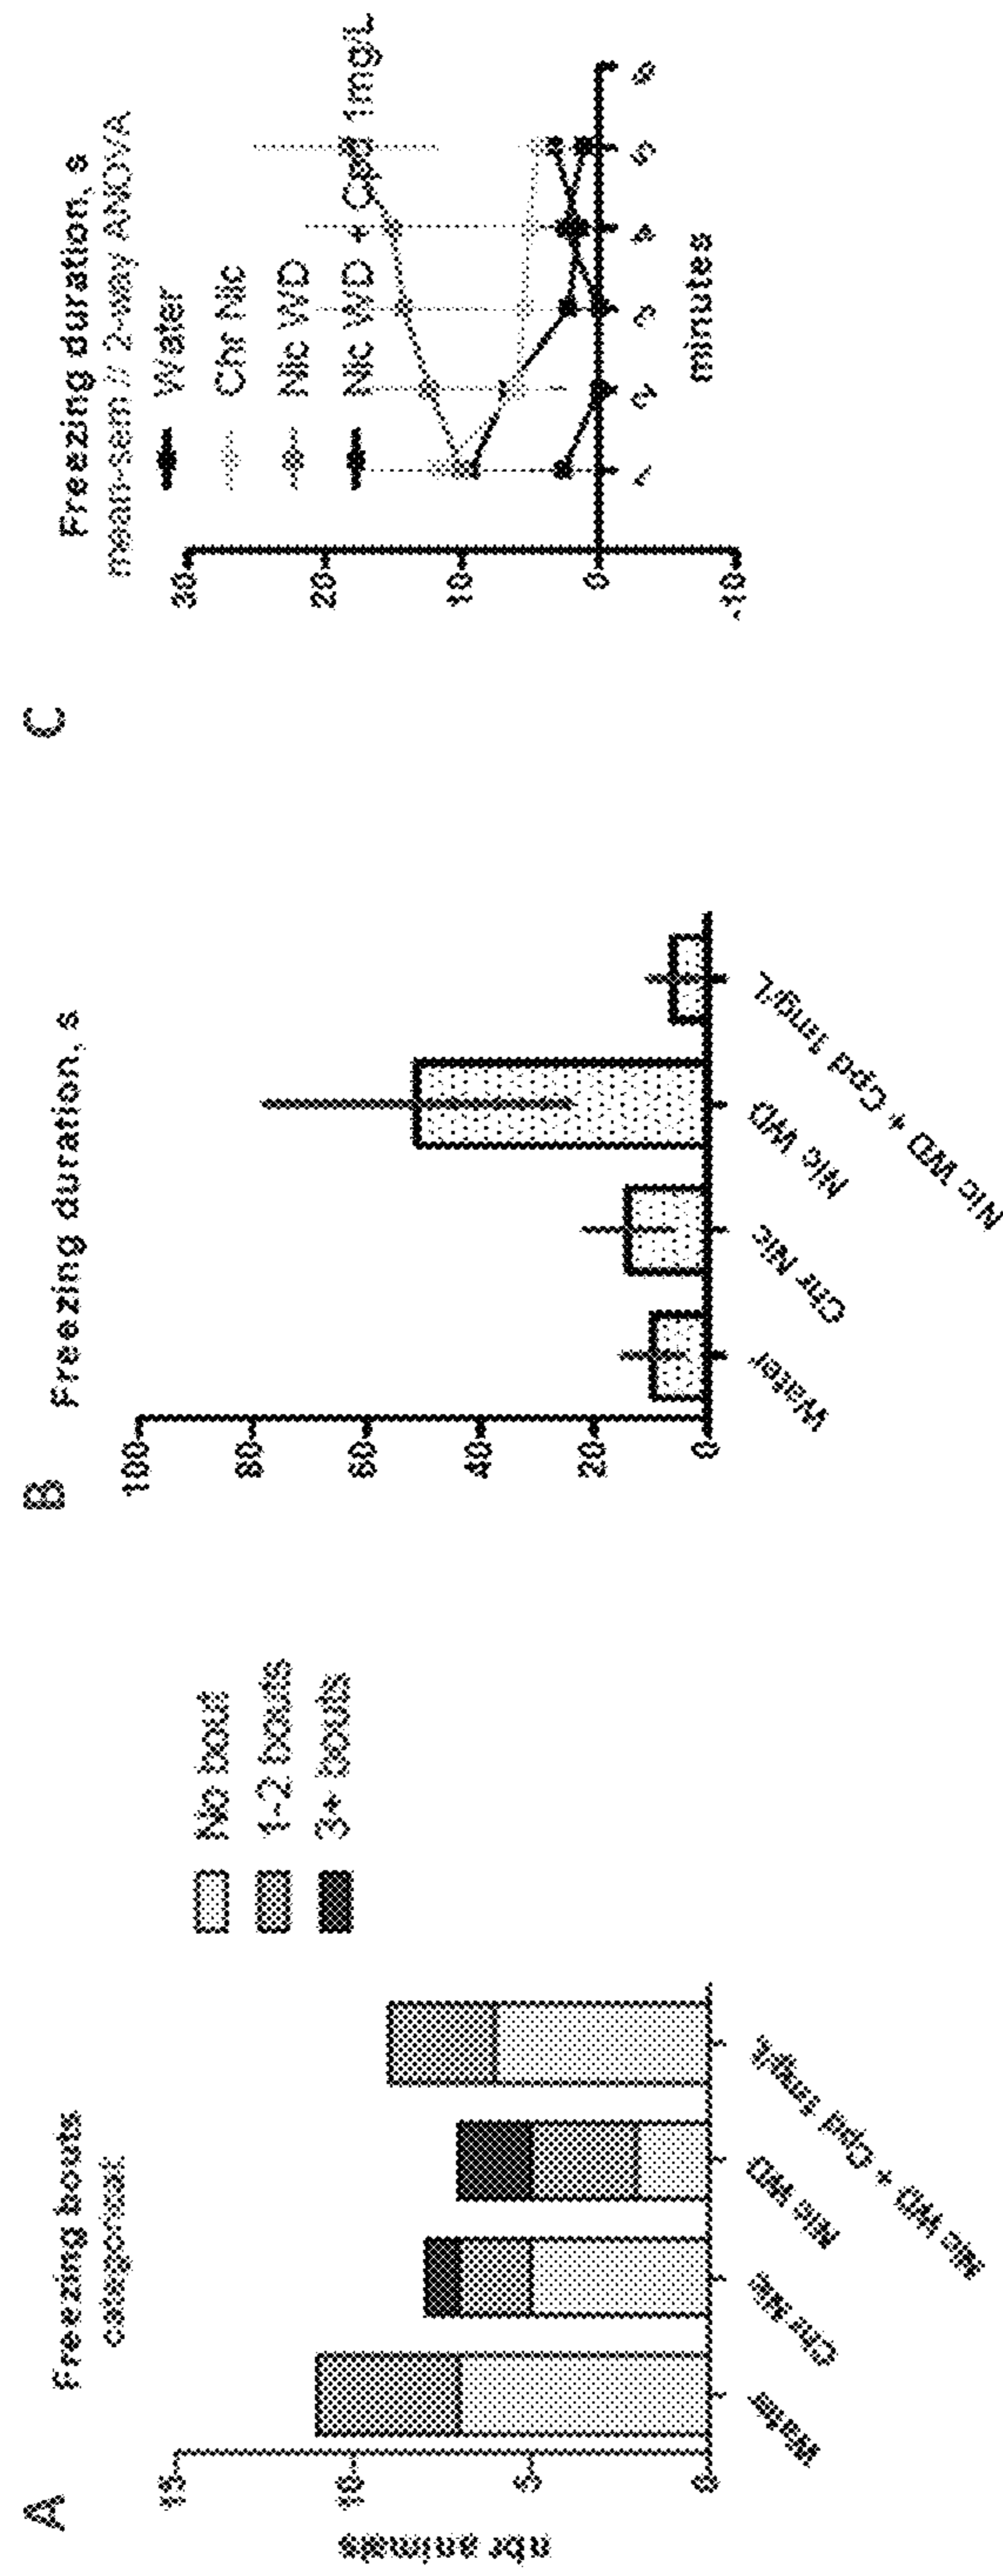 A
Freezing bouts
categorical
nbr animals
15
10
5
0
Water
Chr Nic
Nic WD
Nic WD + Cpd 1mg/L
No bout
1-2 bouts
3+ bouts
B
Freezing duration, s
100
80
60
40
20
0
Water
Chr Nic
Nic WD
Nic WD + Cpd 1mg/L
C
Freezing duration, s
mean-sem // 2-way ANOVA
Water
Chr Nic
Nic WD
Nic WD + Cpd 1mg/L
30
20
10
0
-10
1
2
3
4
5
6
minutes